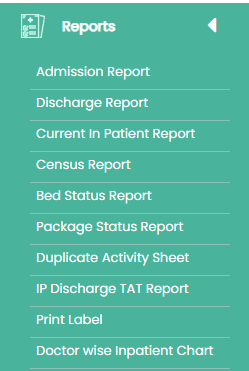 Reports
Admission Report
Discharge Report
Current In Patient Report
Census Report
Bed Status Report
Package Status Report
Duplicate Activity Sheet
IP Discharge TAT Report
Print Label
Doctor wise Inpatient Chart